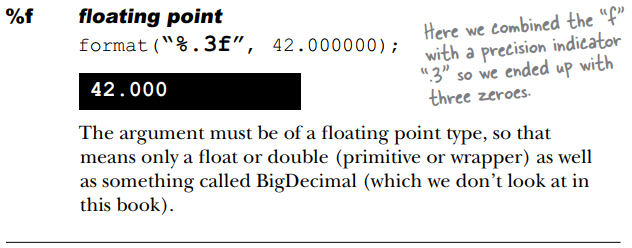 %f floating point
format(“%.3f”, 42.000000);
42.000
Here we combined the “f”
with a precision indicator
“.3” so we ended up with
three zeroes.
The argument must be of a floating point type, so that
means only a float or double (primitive or wrapper) as well
as something called BigDecimal (which we don’t look at in
this book).